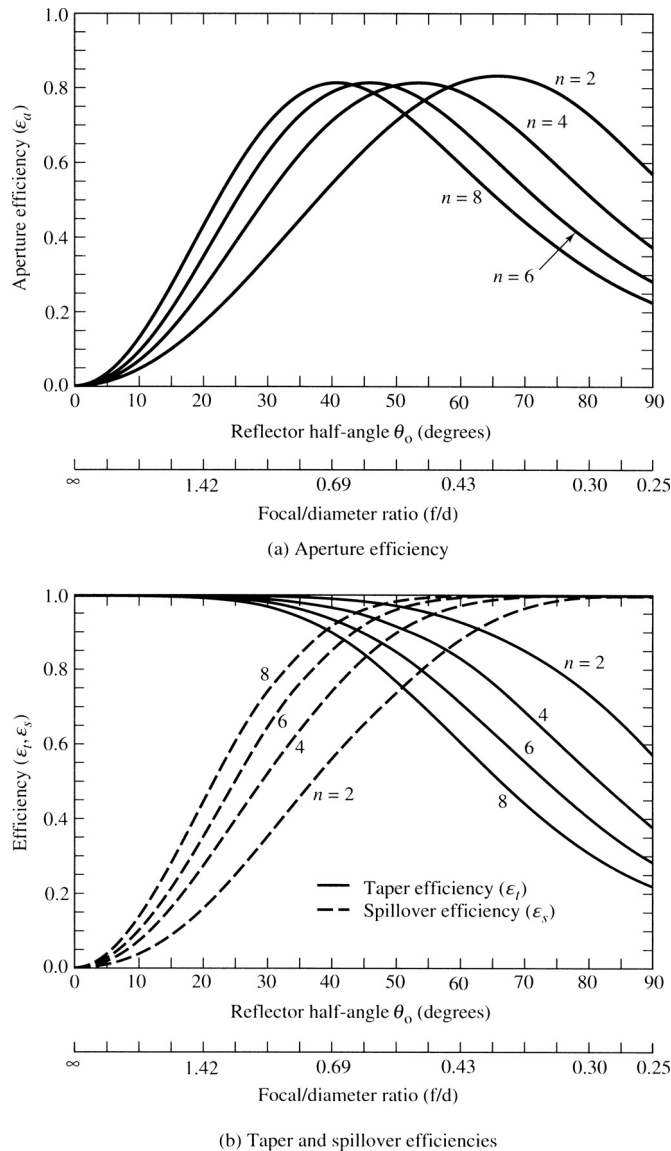 1.0
0.8
0.6
0.4
0.2
0.0
Aperture efficiency (εa)
n = 2
n = 4
n = 8
n = 6
0 10 20 30 40 50 60 70 80 90
Reflector half-angle θo (degrees)
∞ 1.42 0.69 0.43 0.30 0.25
Focal/diameter ratio (f/d)
(a) Aperture efficiency
1.0
0.8
0.6
0.4
0.2
0.0
Efficiency (εt, εs)
8
6
4
n = 2
n = 2
4
6
8
Taper efficiency (εt)
Spillover efficiency (εs)
0 10 20 30 40 50 60 70 80 90
Reflector half-angle θo (degrees)
∞ 1.42 0.69 0.43 0.30 0.25
Focal/diameter ratio (f/d)
(b) Taper and spillover efficiencies